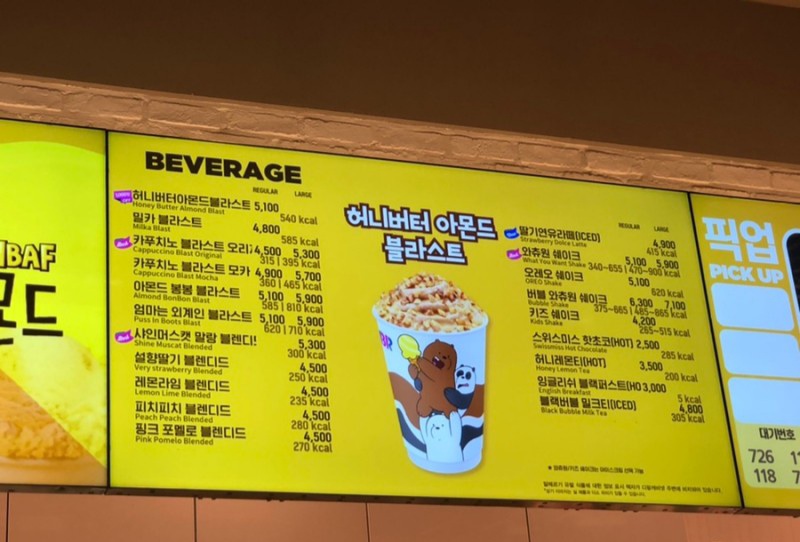 BEVERAGE
REGULAR LARGE
허니버터아몬드블라스트 5,100
Honey Butter Almond Blast 540 kcal
밀카 블라스트 4,800
Milka Blast 585 kcal
카푸치노 블라스트 오리 4,500 5,300
Cappuccino Blast Original 315 | 395 kcal
카푸치노 블라스트 모카 4,900 5,700
Cappuccino Blast Mocha 360 | 465 kcal
아몬드 봉봉 블라스트 5,100 5,900
Almond BonBon Blast 585 | 810 kcal
엄마는 외계인 블라스트 5,100 5,900
Puss In Boots Blast 620 | 710 kcal
샤인머스캣 말랑 블렌디 5,300
Shine Muscat Blended 300 kcal
설향딸기 블렌디드 4,500
Very strawberry Blended 250 kcal
레몬라임 블렌디드 4,500
Lemon Lime Blended 235 kcal
피치피치 블렌디드 4,500
Peach Peach Blended 280 kcal
핑크 포멜로 블렌디드 4,500
Pink Pomelo Blended 270 kcal
허니버터 아몬드
블라스트
REGULAR LARGE
딸기연유라떼(ICED) 4,900
Strawberry Dolce Latte 415 kcal
와츄원 쉐이크 5,100 5,900
What You Want Shake 340~655 | 470~900 kcal
오레오 쉐이크 5,100
OREO Shake 620 kcal
버블 와츄원 쉐이크 6,300 7,100
Bubble Shake 375~665 | 485~865 kcal
키즈 쉐이크 4,200
Kids Shake 265~515 kcal
스위스미스 핫초코(HOT) 2,500
Swissmiss Hot Chocolate 285 kcal
허니레몬티(HOT) 3,500
Honey Lemon Tea 200 kcal
잉글리쉬 블랙퍼스트(HO 3,000
English Breakfast 5 kcal
블랙버블 밀크티(ICED) 4,800
Black Bubble Milk Tea 305 kcal
픽업
PICK UP
대기번호
726
118
BAF
몬드